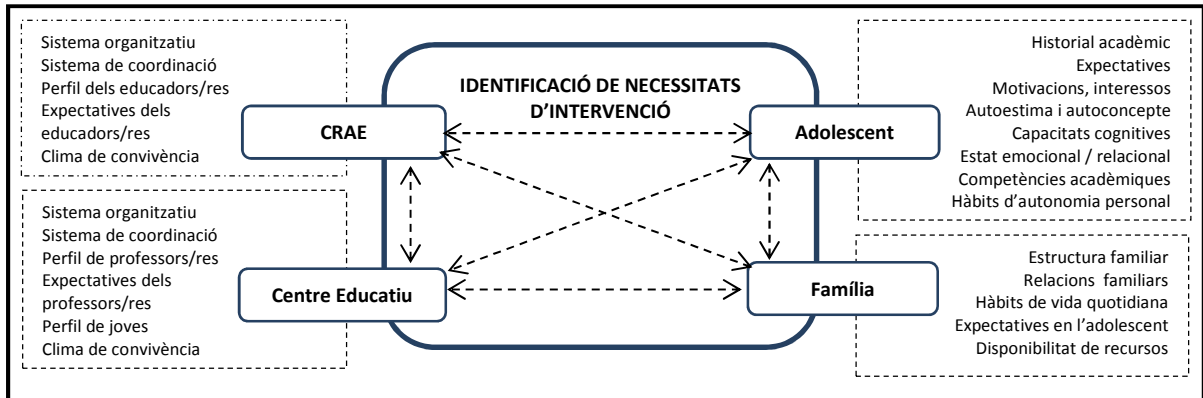 Sistema organitzatiu
Sistema de coordinació
Perfil dels educadors/res
Expectatives dels
educadors/res
Clima de convivència
CRAE
IDENTIFICACIÓ DE NECESSITATS
D’INTERVENCIÓ
Adolescent
Historial acadèmic
Expectatives
Motivacions, interessos
Autoestima i autoconcepte
Capacitats cognitives
Estat emocional / relacional
Competències acadèmiques
Hàbits d’autonomia personal
Sistema organitzatiu
Sistema de coordinació
Perfil de professors/res
Expectatives dels
professors/res
Perfil de joves
Clima de convivència
Centre Educatiu
Família
Estructura familiar
Relacions familiars
Hàbits de vida quotidiana
Expectatives en l’adolescent
Disponibilitat de recursos